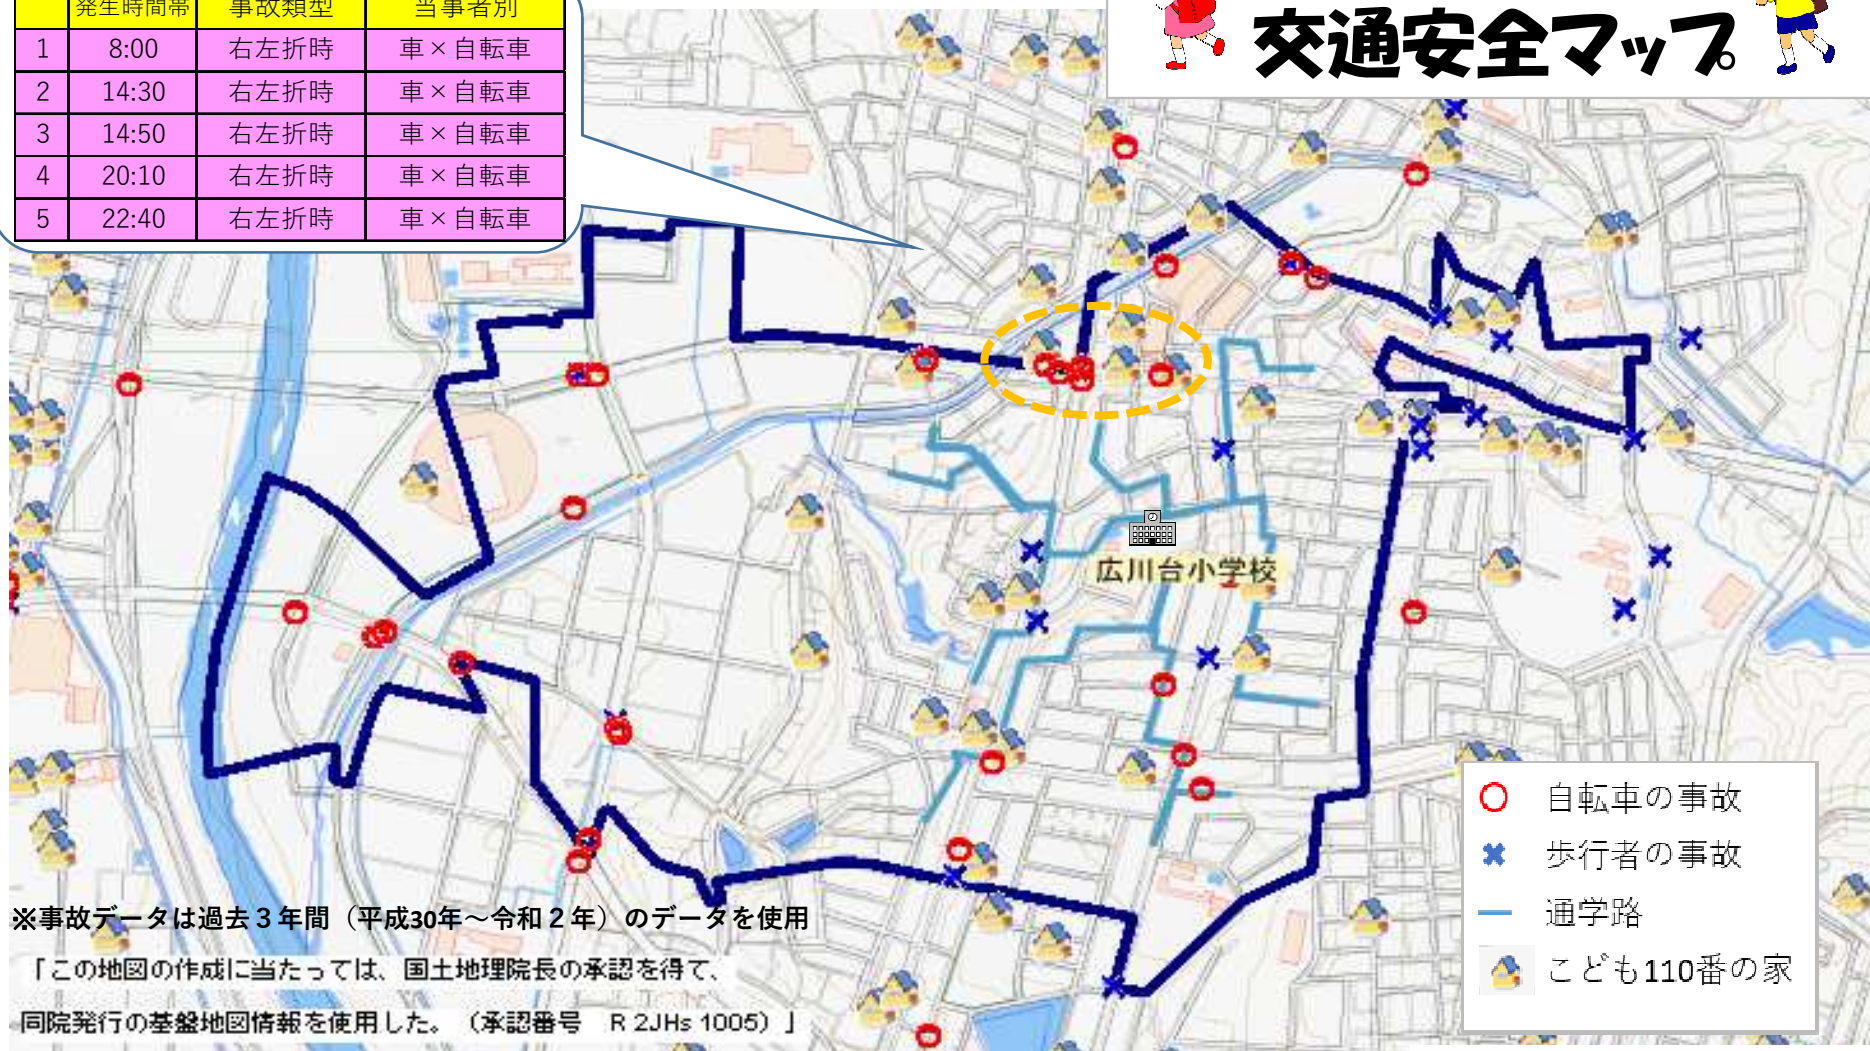 発生時間帯 事故類型 当事者別
1 8:00 右左折時 車×自転車
2 14:30 右左折時 車×自転車
3 14:50 右左折時 車×自転車
4 20:10 右左折時 車×自転車
5 22:40 右左折時 車×自転車
交通安全マップ
広川台小学校
自転車の事故
歩行者の事故
通学路
こども110番の家
※事故データは過去３年間（平成30年～令和２年）のデータを使用
「この地図の作成に当たっては、国土地理院長の承認を得て、
同院発行の基盤地図情報を使用した。（承認番号　R 2JHs 1005）」